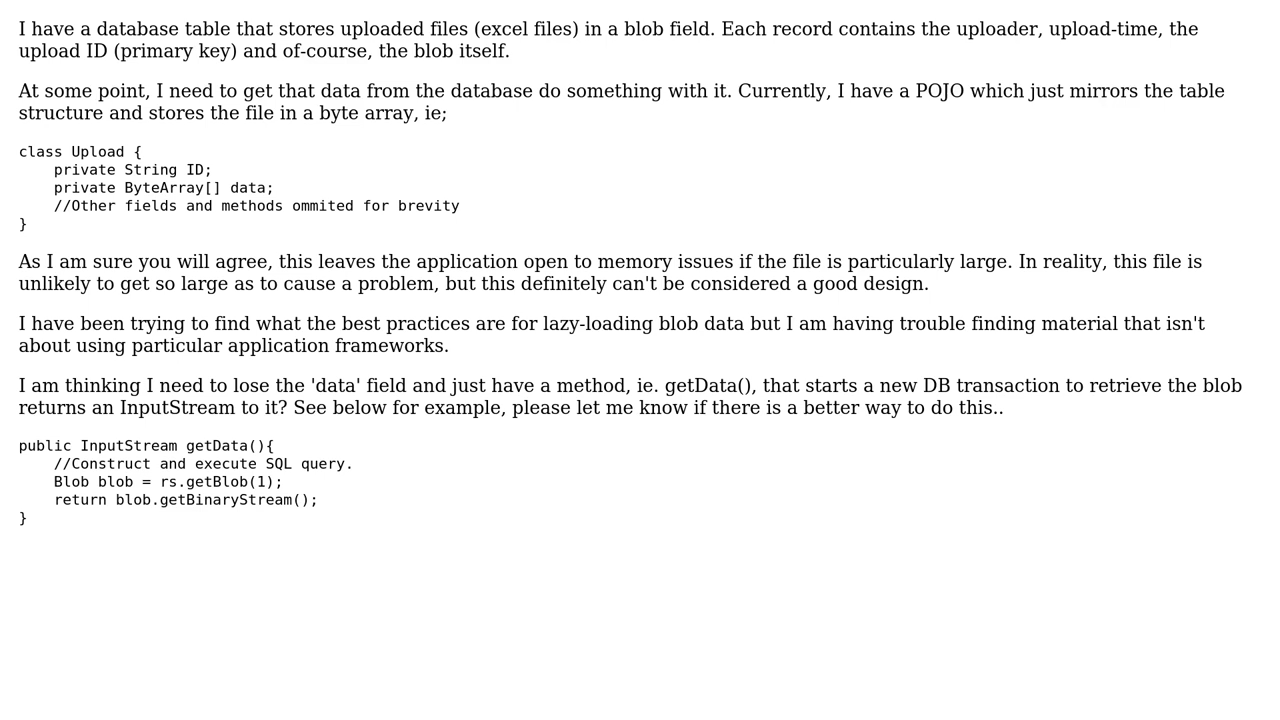 I have a database table that stores uploaded files (excel files) in a blob field. Each record contains the uploader, upload-time, the
upload ID (primary key) and of-course, the blob itself.
At some point, I need to get that data from the database do something with it. Currently, I have a POJO which just mirrors the table
structure and stores the file in a byte array, ie;
class Upload {
    private String ID;
    private ByteArray[] data;
    //Other fields and methods ommited for brevity
}
As I am sure you will agree, this leaves the application open to memory issues if the file is particularly large. In reality, this file is
unlikely to get so large as to cause a problem, but this definitely can't be considered a good design.
I have been trying to find what the best practices are for lazy-loading blob data but I am having trouble finding material that isn't
about using particular application frameworks.
I am thinking I need to lose the 'data' field and just have a method, ie. getData(), that starts a new DB transaction to retrieve the blob
returns an InputStream to it? See below for example, please let me know if there is a better way to do this..
public InputStream getData(){
    //Construct and execute SQL query.
    Blob blob = rs.getBlob(1);
    return blob.getBinaryStream();
}